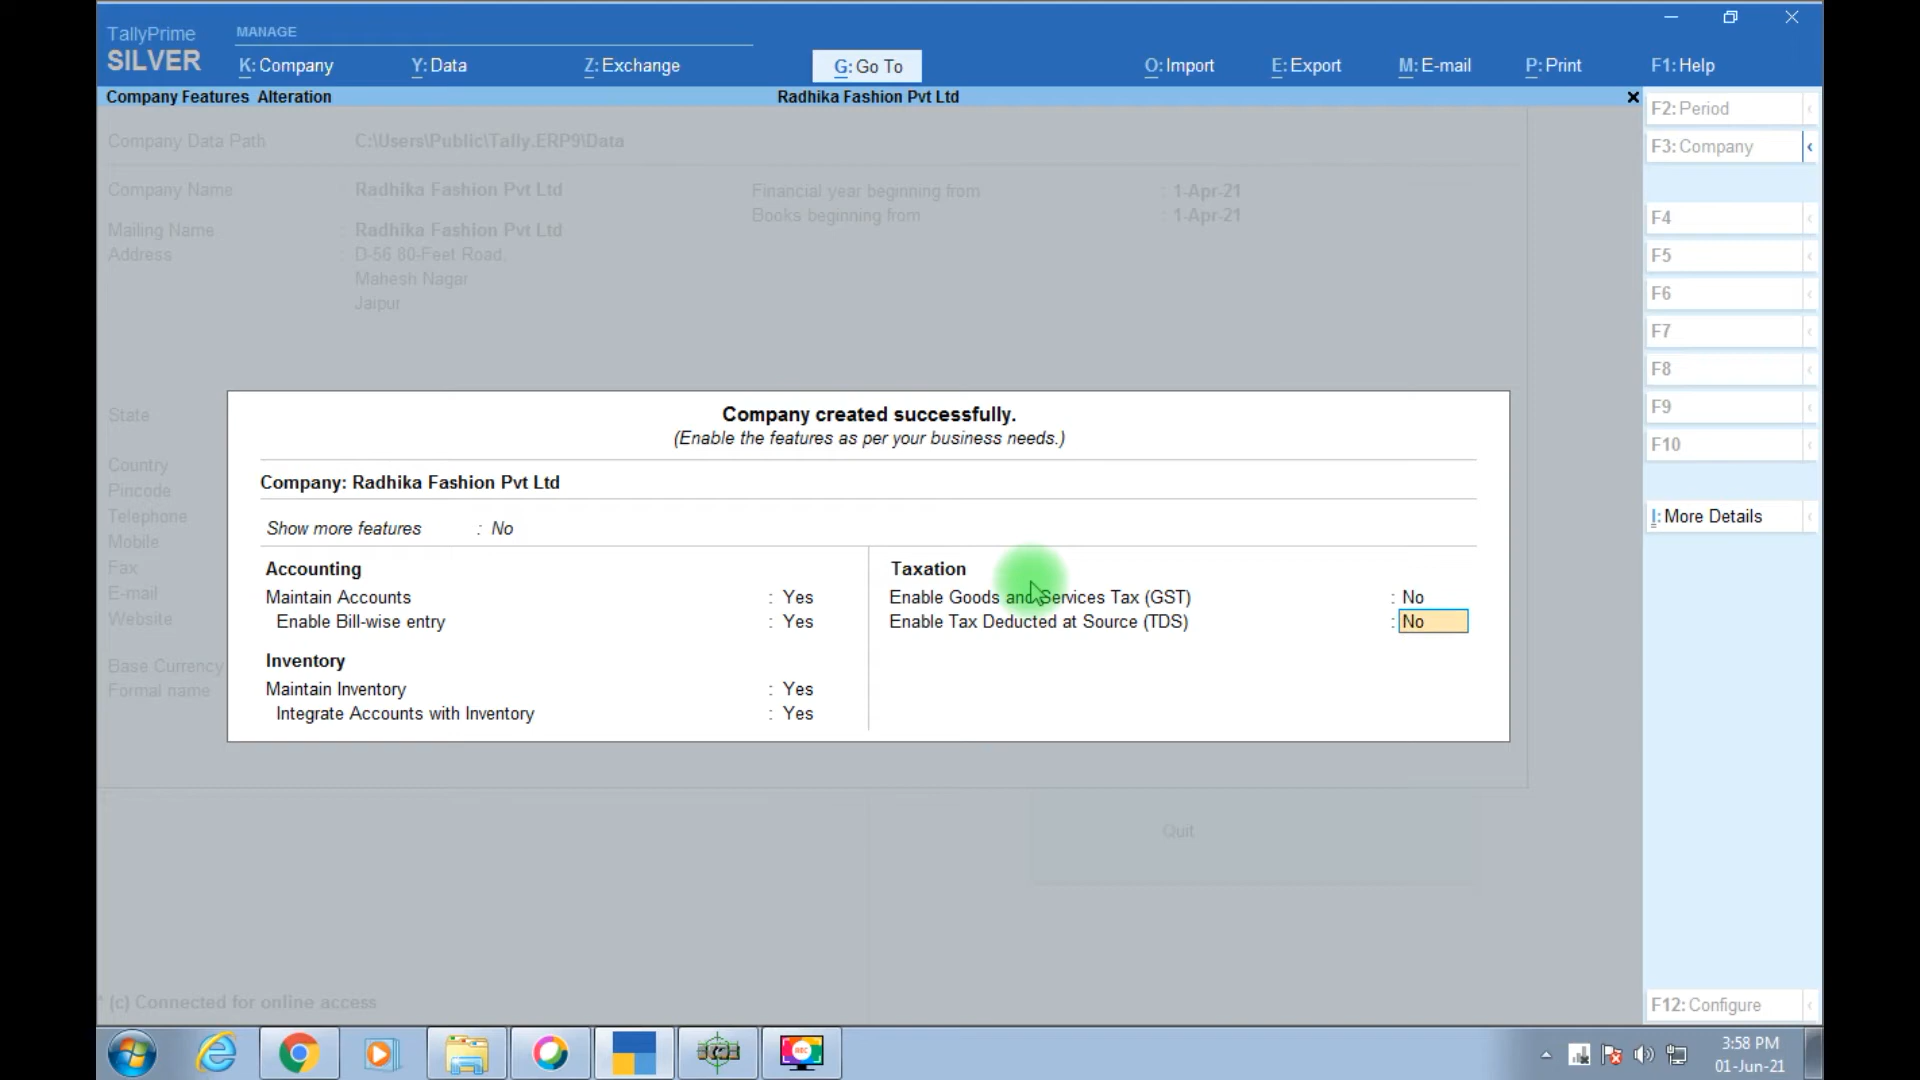 TallyPrime
SILVER
MANAGE
K: Company
Y: Data
Z: Exchange
G: Go To
O: Import
E: Export
M: E-mail
P: Print
F1: Help
Company Features Alteration
Radhika Fashion Pvt Ltd
F2: Period
F3: Company
F4
F5
F6
F7
F8
F9
F10
I: More Details
F12: Configure
Company Data Path C:\Users\Public\Tally.ERP9\Data
Company Name : Radhika Fashion Pvt Ltd
Financial year beginning from : 1-Apr-21
Books beginning from : 1-Apr-21
Mailing Name : Radhika Fashion Pvt Ltd
Address : D-56 80-Feet Road,
Mahesh Nagar
Jaipur
State
Country
Pincode
Telephone
Mobile
Fax
E-mail
Website
Base Currency
Formal name
Company created successfully.
(Enable the features as per your business needs.)
Company: Radhika Fashion Pvt Ltd
Show more features : No
Accounting
Maintain Accounts : Yes
Enable Bill-wise entry : Yes
Inventory
Maintain Inventory : Yes
Integrate Accounts with Inventory : Yes
Taxation
Enable Goods and Services Tax (GST) : No
Enable Tax Deducted at Source (TDS) : No
Quit
* (c) Connected for online access
REC
3:58 PM
01-Jun-21